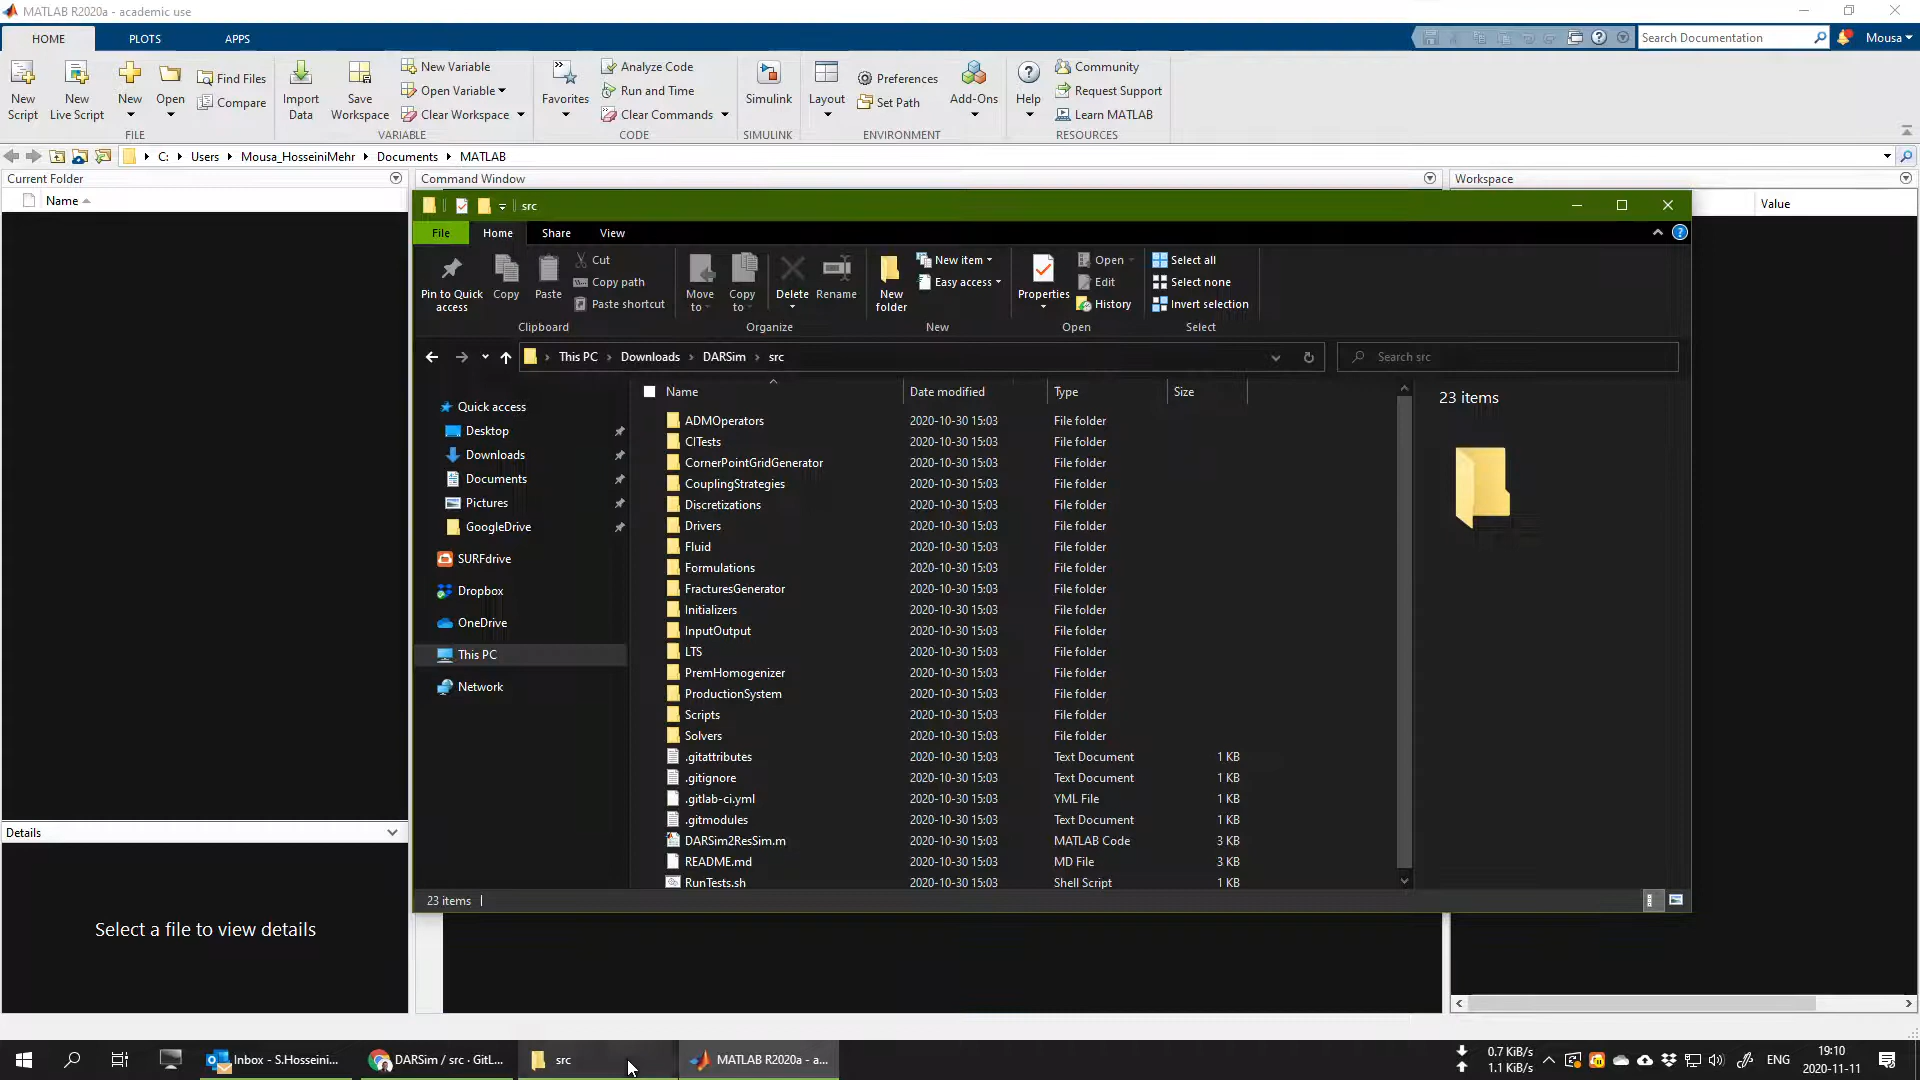 MATLAB R2020a - academic use
HOME PLOTS APPS
Search Documentation
Mousa
New Script
New Live Script
New
Open
Find Files
Compare
FILE
Import Data
Save Workspace
New Variable
Open Variable
Clear Workspace
VARIABLE
Favorites
Analyze Code
Run and Time
Clear Commands
CODE
Simulink
SIMULINK
Layout
Preferences
Set Path
Add-Ons
ENVIRONMENT
Help
Community
Request Support
Learn MATLAB
RESOURCES
C: Users Mousa_HosseiniMehr Documents MATLAB
Current Folder
Command Window
Workspace
Name
Value
src
File Home Share View
Pin to Quick access
Copy
Paste
Cut
Copy path
Paste shortcut
Clipboard
Move to
Copy to
Delete
Rename
Organize
New folder
New item
Easy access
New
Properties
Open
Edit
History
Open
Select all
Select none
Invert selection
Select
This PC Downloads DARSim src
Search src
Quick access
Desktop
Downloads
Documents
Pictures
GoogleDrive
SURFdrive
Dropbox
OneDrive
This PC
Network
Name Date modified Type Size
ADMOperators 2020-10-30 15:03 File folder
CITests 2020-10-30 15:03 File folder
CornerPointGridGenerator 2020-10-30 15:03 File folder
CouplingStrategies 2020-10-30 15:03 File folder
Discretizations 2020-10-30 15:03 File folder
Drivers 2020-10-30 15:03 File folder
Fluid 2020-10-30 15:03 File folder
Formulations 2020-10-30 15:03 File folder
FracturesGenerator 2020-10-30 15:03 File folder
Initializers 2020-10-30 15:03 File folder
InputOutput 2020-10-30 15:03 File folder
LTS 2020-10-30 15:03 File folder
PremHomogenizer 2020-10-30 15:03 File folder
ProductionSystem 2020-10-30 15:03 File folder
Scripts 2020-10-30 15:03 File folder
Solvers 2020-10-30 15:03 File folder
.gitattributes 2020-10-30 15:03 Text Document 1 KB
.gitignore 2020-10-30 15:03 Text Document 1 KB
.gitlab-ci.yml 2020-10-30 15:03 YML File 1 KB
.gitmodules 2020-10-30 15:03 Text Document 1 KB
DARSim2ResSim.m 2020-10-30 15:03 MATLAB Code 3 KB
README.md 2020-10-30 15:03 MD File 3 KB
RunTests.sh 2020-10-30 15:03 Shell Script 1 KB
23 items
23 items
Details
Select a file to view details
Inbox - S.Hosseini...
DARSim / src · GitL...
src
MATLAB R2020a - a...
0.7 KiB/s
1.1 KiB/s
ENG
19:10
2020-11-11